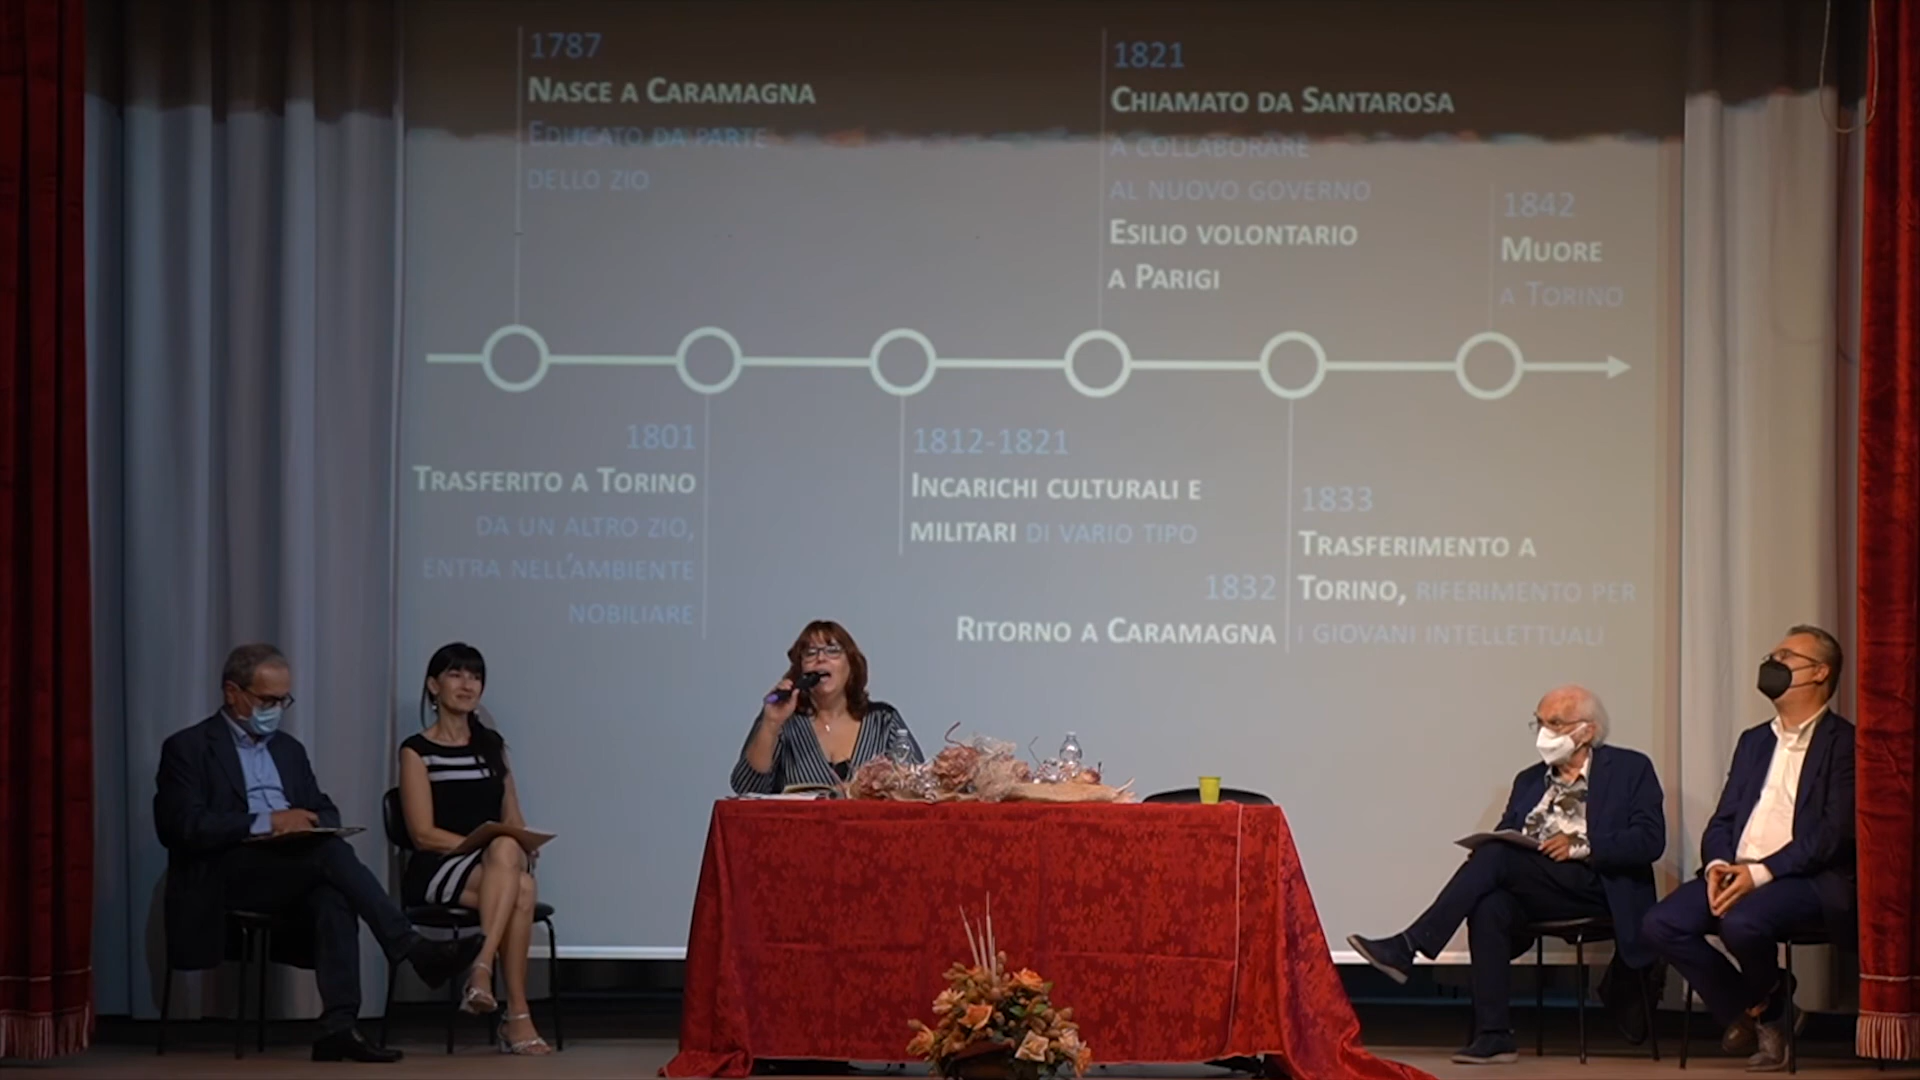 1787
NASCE A CARAMAGNA
EDUCATO DA PARTE
DELLO ZIO
1821
CHIAMATO DA SANTAROSA
A COLLABORARE
AL NUOVO GOVERNO
ESILIO VOLONTARIO
A PARIGI
1842
MUORE
A TORINO
1801
TRASFERITO A TORINO
DA UN ALTRO ZIO,
ENTRA NELL'AMBIENTE
NOBILIARE
1812-1821
INCARICHI CULTURALI E
MILITARI DI VARIO TIPO
1832
RITORNO A CARAMAGNA
1833
TRASFERIMENTO A
TORINO, RIFERIMENTO PER
I GIOVANI INTELLETTUALI